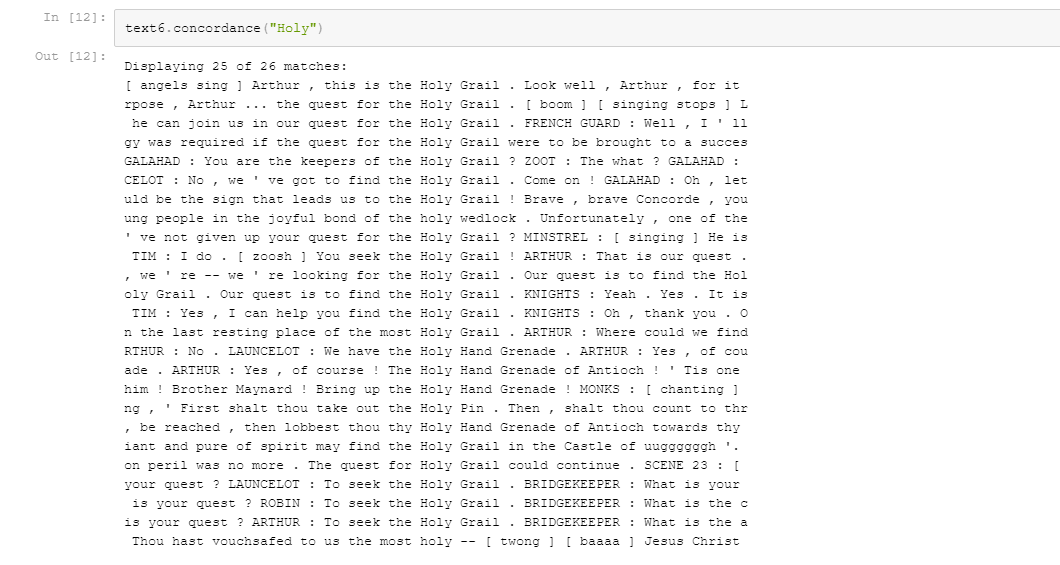 In [12]:
text6.concordance("Holy")
Out [12]:
Displaying 25 of 26 matches:
[ angels sing ] Arthur , this is the Holy Grail . Look well , Arthur , for it
rpose , Arthur ... the quest for the Holy Grail . [ boom ] [ singing stops ] L
he can join us in our quest for the Holy Grail . FRENCH GUARD : Well , I ' ll
gy was required if the quest for the Holy Grail were to be brought to a succes
GALAHAD : You are the keepers of the Holy Grail ? ZOOT : The what ? GALAHAD :
CELOT : No , we ' ve got to find the Holy Grail . Come on ! GALAHAD : Oh , let
uld be the sign that leads us to the Holy Grail ! Brave , brave Concorde , you
ung people in the joyful bond of the holy wedlock . Unfortunately , one of the
' ve not given up your quest for the Holy Grail ? MINSTREL : [ singing ] He is
TIM : I do . [ zoosh ] You seek the Holy Grail ! ARTHUR : That is our quest .
, we ' re -- we ' re looking for the Holy Grail . Our quest is to find the Hol
oly Grail . Our quest is to find the Holy Grail . KNIGHTS : Yeah . Yes . It is
TIM : Yes , I can help you find the Holy Grail . KNIGHTS : Oh , thank you . O
n the last resting place of the most Holy Grail . ARTHUR : Where could we find
RTHUR : No . LAUNCELOT : We have the Holy Hand Grenade . ARTHUR : Yes , of cou
ade . ARTHUR : Yes , of course ! The Holy Hand Grenade of Antioch ! ' Tis one
him ! Brother Maynard ! Bring up the Holy Hand Grenade ! MONKS : [ chanting ]
ng , ' First shalt thou take out the Holy Pin . Then , shalt thou count to thr
, be reached , then lobbest thou thy Holy Hand Grenade of Antioch towards thy
iant and pure of spirit may find the Holy Grail in the Castle of uuggggggh '.
on peril was no more . The quest for Holy Grail could continue . SCENE 23 : [
your quest ? LAUNCELOT : To seek the Holy Grail . BRIDGEKEEPER : What is your
is your quest ? ROBIN : To seek the Holy Grail . BRIDGEKEEPER : What is the c
is your quest ? ARTHUR : To seek the Holy Grail . BRIDGEKEEPER : What is the a
Thou hast vouchsafed to us the most holy -- [ twong ] [ baaaa ] Jesus Christ